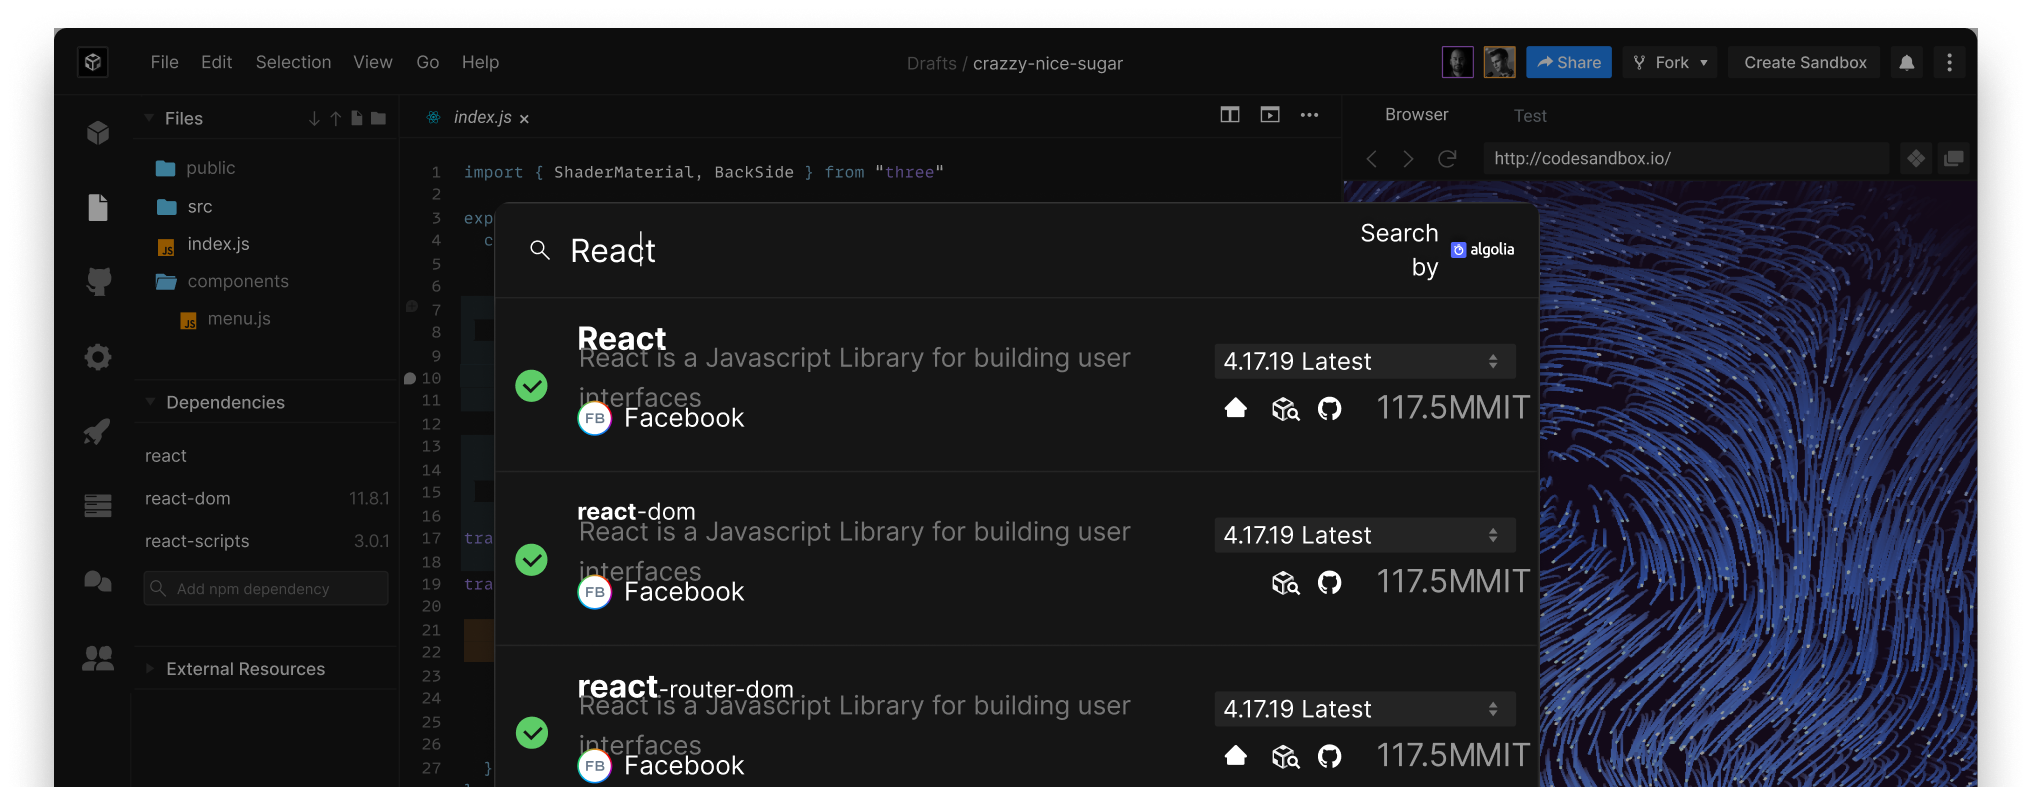 File Edit Selection View Go Help
Drafts / crazzy-nice-sugar
Share
Fork
Create Sandbox
Files
public
src
JS index.js
components
JS menu.js
Dependencies
react
react-dom 11.8.1
react-scripts 3.0.1
Add npm dependency
External Resources
index.js ×
1 import { ShaderMaterial, BackSide } from "three"
2
3 exp
4 c
5
6
7
8
9
10
11
12
13
14
15
16
17 tra
18
19 tra
20
21
22
23
24
25
26
27 }
Browser Test
http://codesandbox.io/
React
Search by algolia
React
React is a Javascript Library for building user
interfaces
FB Facebook
4.17.19 Latest
117.5MMIT
react-dom
React is a Javascript Library for building user
interfaces
FB Facebook
4.17.19 Latest
117.5MMIT
react-router-dom
React is a Javascript Library for building user
interfaces
FB Facebook
4.17.19 Latest
117.5MMIT